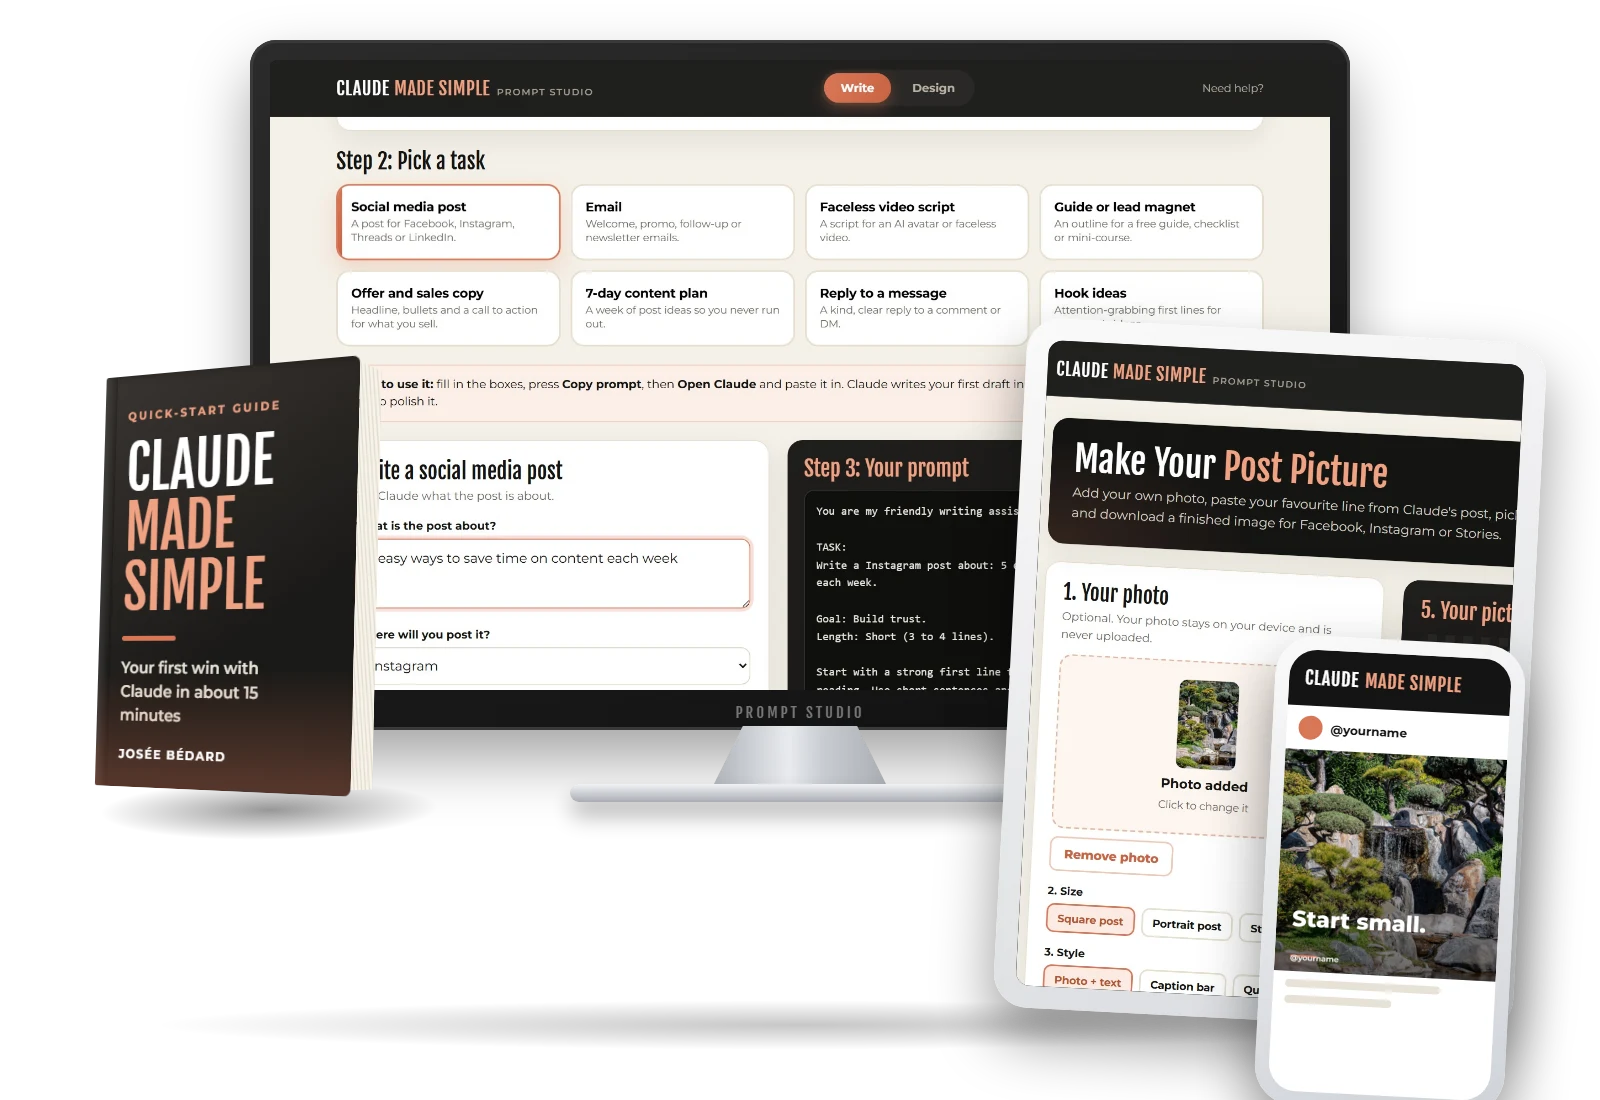 CLAUDE MADE SIMPLE PROMPT STUDIO
Write
Design
Need help?
Step 2: Pick a task
Social media post
A post for Facebook, Instagram,
Threads or LinkedIn.
Email
Welcome, promo, follow-up or
newsletter emails.
Faceless video script
A script for an AI avatar or faceless
video.
Guide or lead magnet
An outline for a free guide, checklist
or mini-course.
Offer and sales copy
Headline, bullets and a call to action
for what you sell.
7-day content plan
A week of post ideas so you never run
out.
Reply to a message
A kind, clear reply to a comment or
DM.
Hook ideas
Attention-grabbing first lines for
to use it: fill in the boxes, press Copy prompt, then Open Claude and paste it in. Claude writes your first draft in
polish it.
a social media post
Claude what the post is about.
is the post about?
easy ways to save time on content each week
will you post it?
nstagram
Step 3: Your prompt
You are my friendly writing assis
TASK:
Write a Instagram post about: 5
each week.
Goal: Build trust.
Length: Short (3 to 4 lines).
Start with a strong first line
reading. Use short sentences
PROMPT STUDIO
QUICK-START GUIDE
CLAUDE
MADE
SIMPLE
Your first win with
Claude in about 15
minutes
JOSÉE BÉDARD
CLAUDE MADE SIMPLE PROMPT STUDIO
Make Your Post Picture
Add your own photo, paste your favourite line from Claude's post, pic
and download a finished image for Facebook, Instagram or Stories.
1. Your photo
Optional. Your photo stays on your device and is
never uploaded.
Photo added
Click to change it
Remove photo
2. Size
Square post
Portrait post
St
3. Style
Photo + text
Caption bar
Qu
5. Your pict
CLAUDE MADE SIMPLE
@yourname
Start small.
@yourname